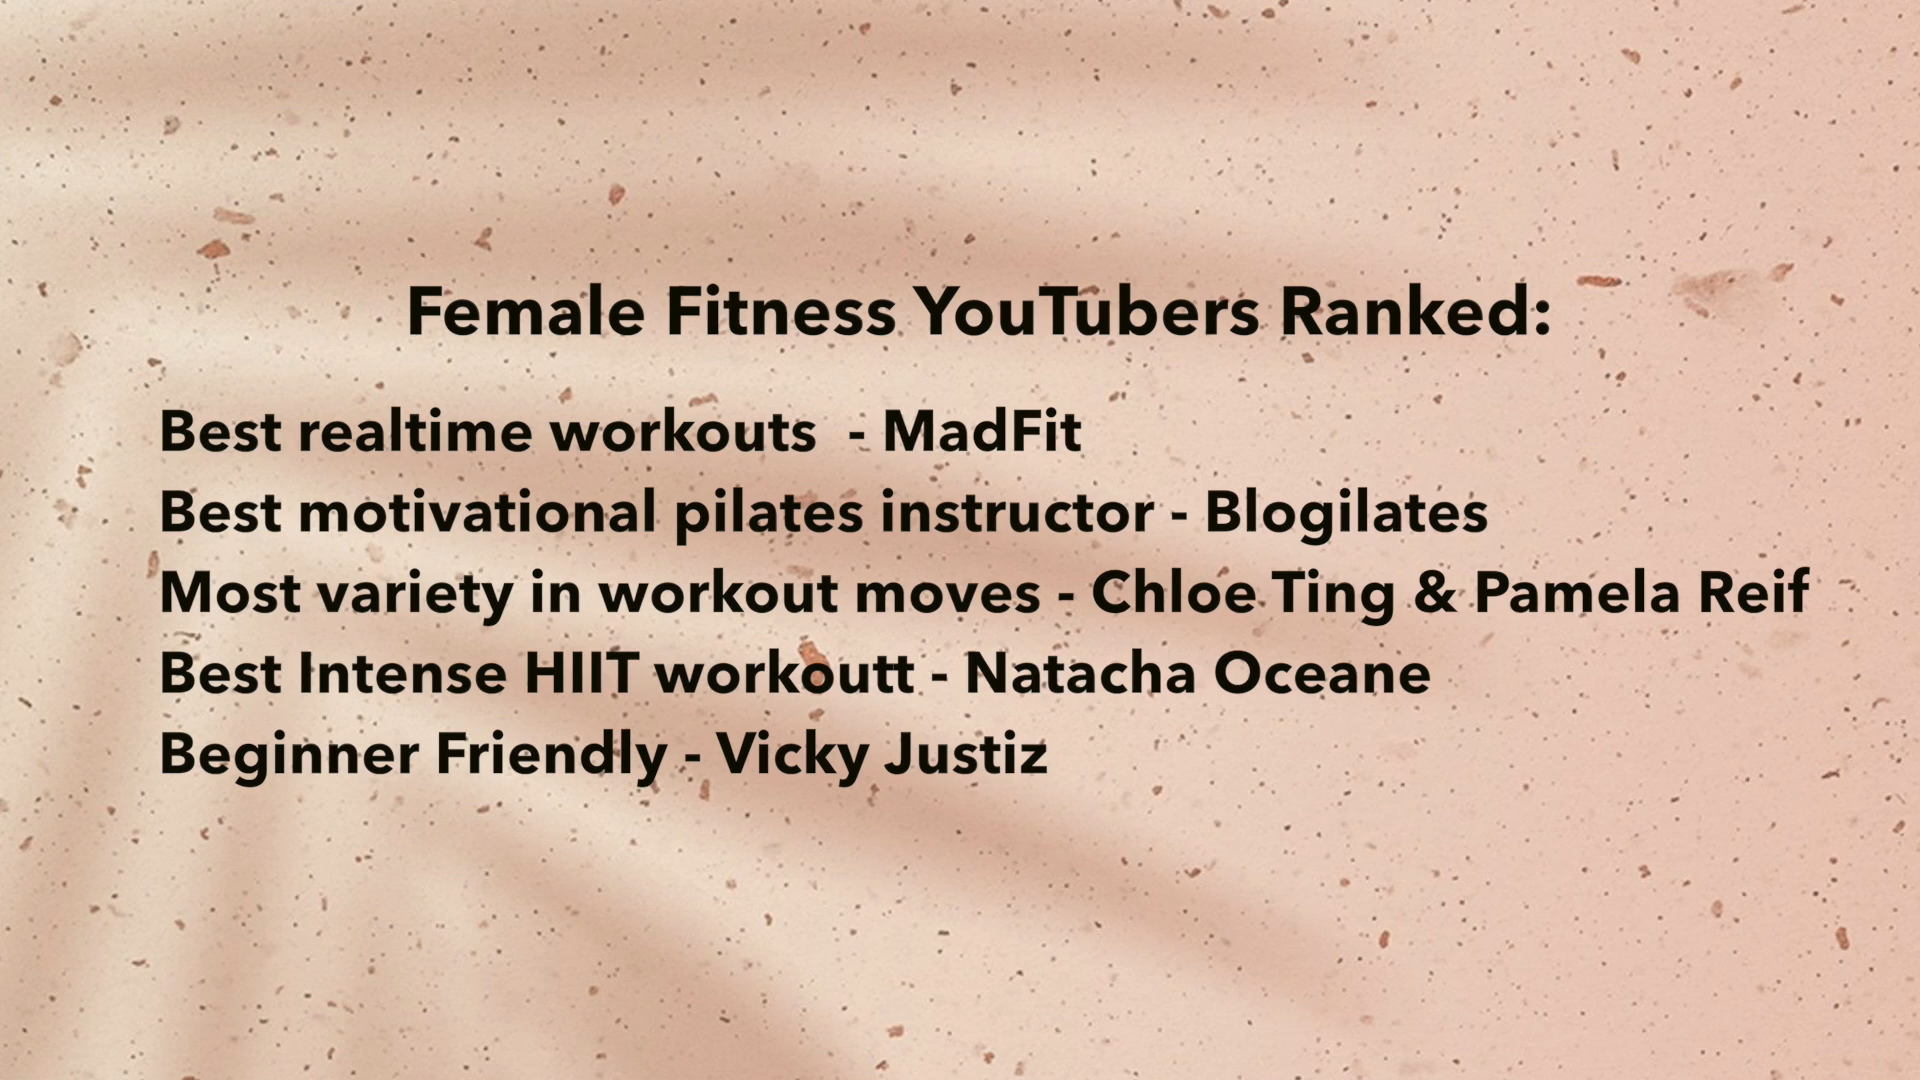 Female Fitness YouTubers Ranked:
Best realtime workouts  - MadFit
Best motivational pilates instructor - Blogilates
Most variety in workout moves - Chloe Ting & Pamela Reif
Best Intense HIIT workoutt - Natacha Oceane
Beginner Friendly - Vicky Justiz